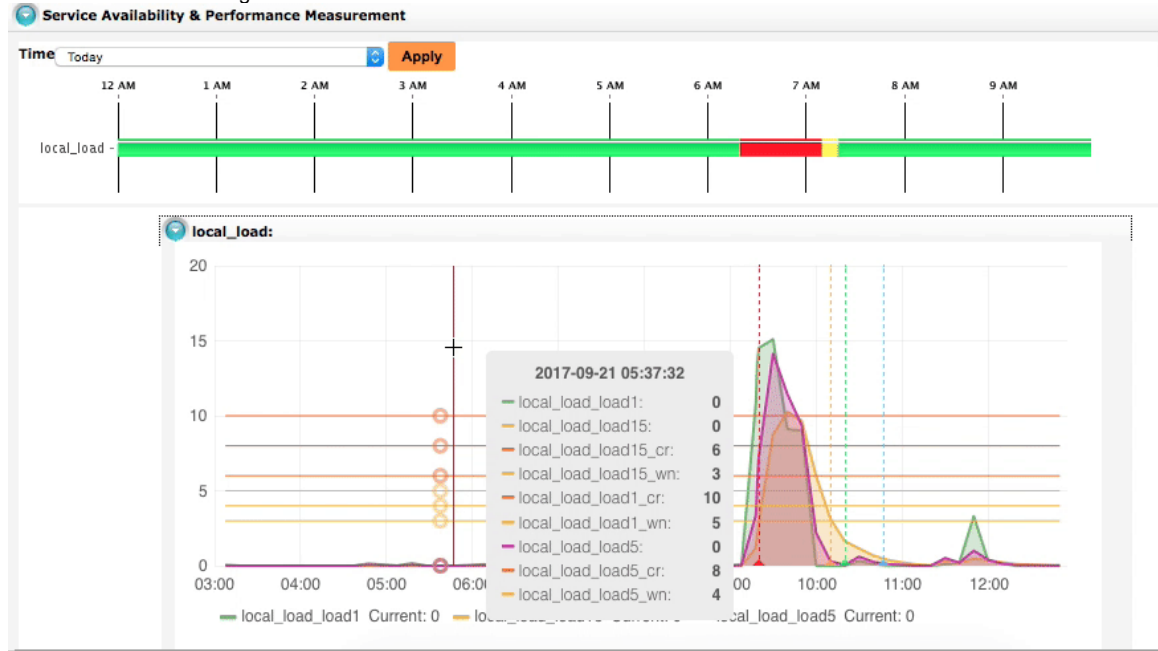 Service Availability & Performance Measurement
Time Today Apply
12 AM 1 AM 2 AM 3 AM 4 AM 5 AM 6 AM 7 AM 8 AM 9 AM
local_load
local_load:
20
15
10
5
0
2017-09-21 05:37:32
local_load_load1: 0
local_load_load15: 0
local_load_load15_cr: 6
local_load_load15_wn: 3
local_load_load1_cr: 10
local_load_load1_wn: 5
local_load_load5: 0
local_load_load5_cr: 8
local_load_load5_wn: 4
03:00 04:00 05:00 06:0 00 10:00 11:00 12:00
local_load_load1 Current: 0 local_load_load5 Current: 0